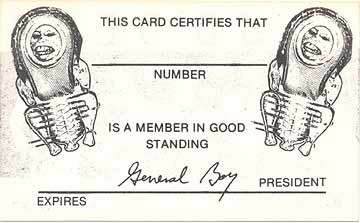 THIS CARD CERTIFIES THAT
NUMBER
IS A MEMBER IN GOOD
STANDING
General Boy PRESIDENT
EXPIRES